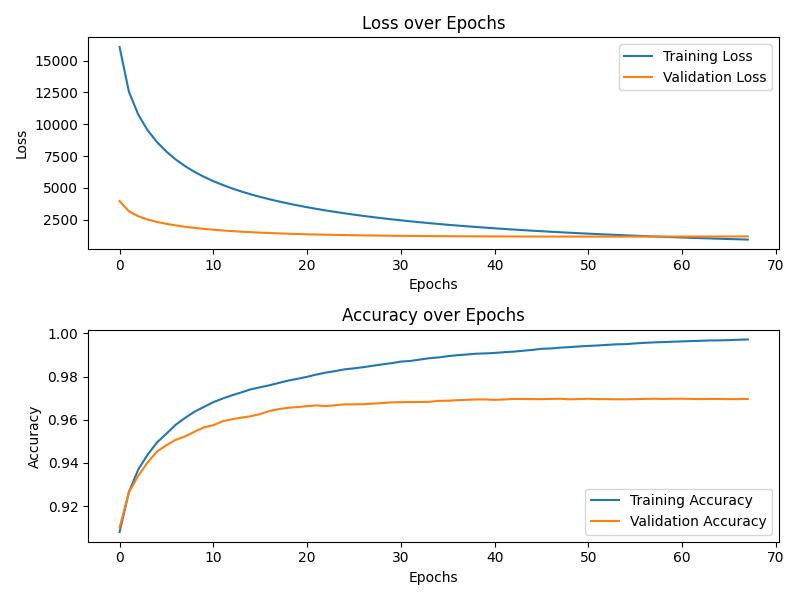 Loss over Epochs
Loss
15000
12500
10000
7500
5000
2500
Training Loss
Validation Loss
0 10 20 30 40 50 60 70
Epochs
Accuracy over Epochs
Accuracy
1.00
0.98
0.96
0.94
0.92
Training Accuracy
Validation Accuracy
0 10 20 30 40 50 60 70
Epochs